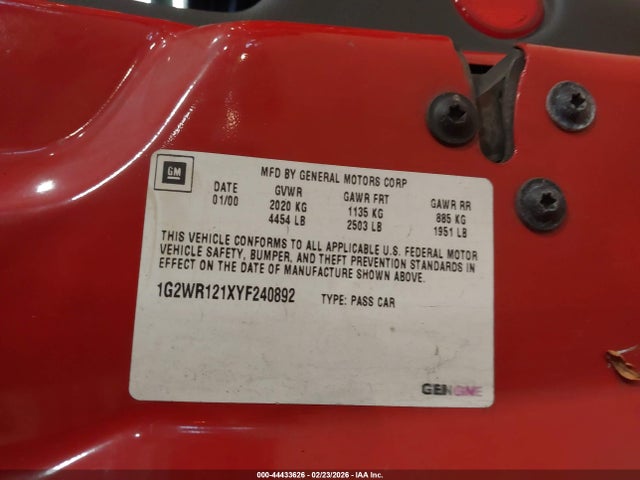 GM
MFD BY GENERAL MOTORS CORP
DATE GVWR GAWR FRT GAWR RR
01/00 2020 KG 1135 KG 885 KG
4454 LB 2503 LB 1951 LB
THIS VEHICLE CONFORMS TO ALL APPLICABLE U.S. FEDERAL MOTOR
VEHICLE SAFETY, BUMPER, AND THEFT PREVENTION STANDARDS IN
EFFECT ON THE DATE OF MANUFACTURE SHOWN ABOVE.
1G2WR121XYF240892 TYPE: PASS CAR
GENONE
000-44433626 - 02/23/2026 - IAA Inc.